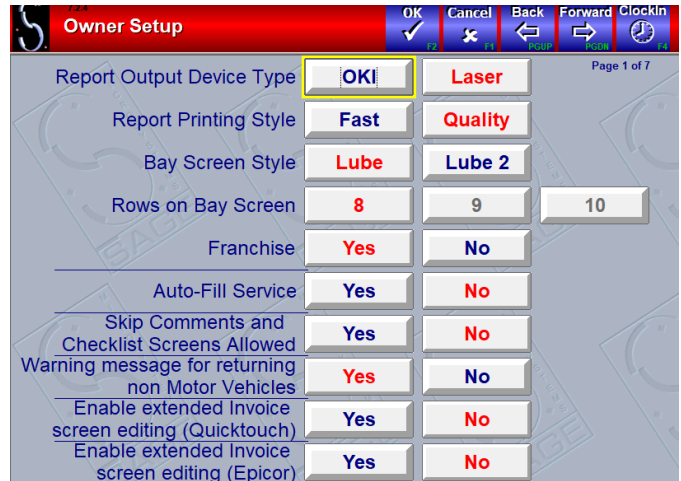 7.2.4
Owner Setup
OK Cancel Back Forward ClockIn
F2 F1 PGUP PGDN F4
Page 1 of 7
Report Output Device Type OKI Laser
Report Printing Style Fast Quality
Bay Screen Style Lube Lube 2
Rows on Bay Screen 8 9 10
Franchise Yes No
Auto-Fill Service Yes No
Skip Comments and
Checklist Screens Allowed Yes No
Warning message for returning
non Motor Vehicles Yes No
Enable extended Invoice
screen editing (Quicktouch) Yes No
Enable extended Invoice
screen editing (Epicor) Yes No
SAGE
SAGE